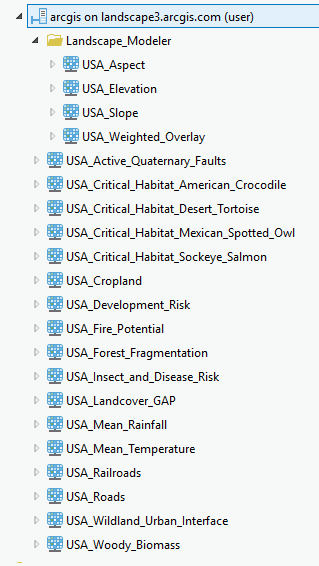 arcgis on landscape3.arcgis.com (user)
Landscape_Modeler
USA_Aspect
USA_Elevation
USA_Slope
USA_Weighted_Overlay
USA_Active_Quaternary_Faults
USA_Critical_Habitat_American_Crocodile
USA_Critical_Habitat_Desert_Tortoise
USA_Critical_Habitat_Mexican_Spotted_Owl
USA_Critical_Habitat_Sockeye_Salmon
USA_Cropland
USA_Development_Risk
USA_Fire_Potential
USA_Forest_Fragmentation
USA_Insect_and_Disease_Risk
USA_Landcover_GAP
USA_Mean_Rainfall
USA_Mean_Temperature
USA_Railroads
USA_Roads
USA_Wildland_Urban_Interface
USA_Woody_Biomass